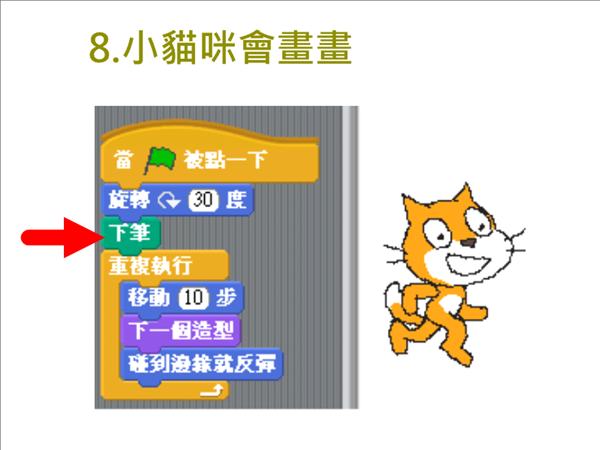 8.小貓咪會畫畫
當 被點一下
旋轉 30 度
下筆
重複執行
移動 10 步
下一個造型
碰到邊緣就反彈